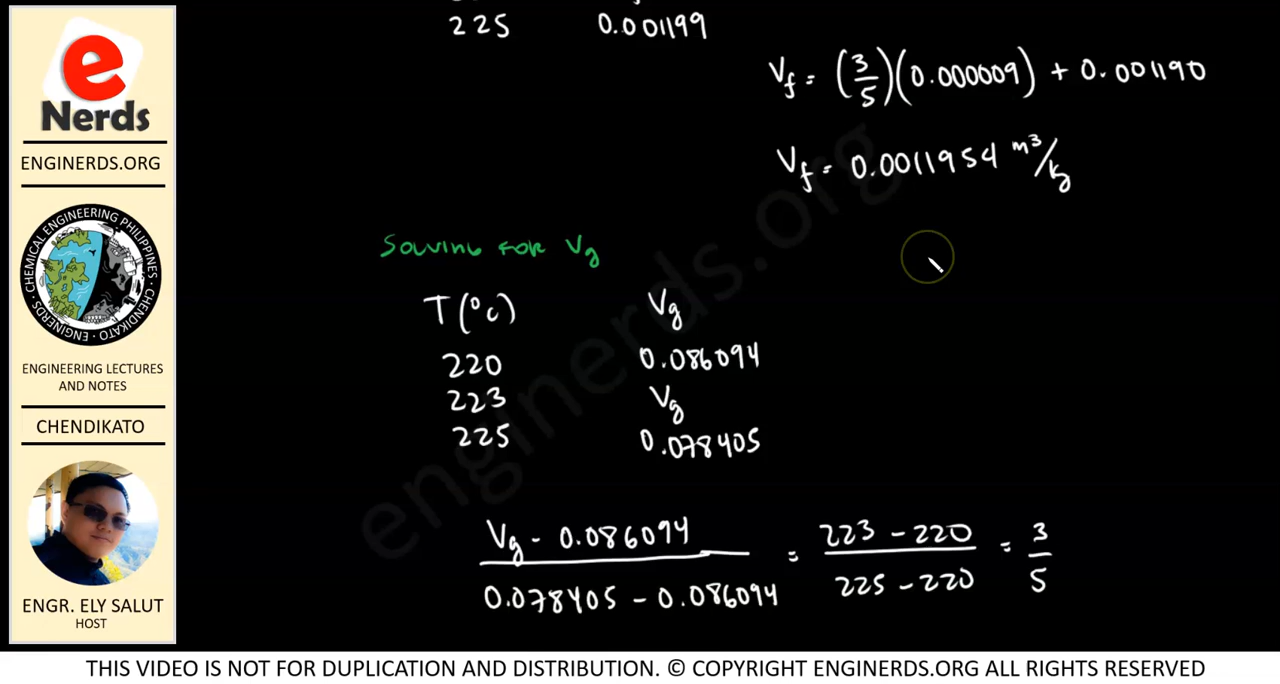 e
Nerds
ENGINERDS.ORG
CHEMICAL ENGINEERING PHILIPPINES
CHENDIKATO
ENGINERDS
ENGINEERING LECTURES
AND NOTES
CHENDIKATO
ENGR. ELY SALUT
HOST
225 0.001199
Vf = (3/5)(0.000009) + 0.001190
Vf = 0.0011954 m³/kg
SOLVING FOR Vg
T(°C) Vg
220 0.086094
223 Vg
225 0.078405
Vg - 0.086094 / 0.078405 - 0.086094 = 223 - 220 / 225 - 220 = 3/5
enginerds.org
THIS VIDEO IS NOT FOR DUPLICATION AND DISTRIBUTION. © COPYRIGHT ENGINERDS.ORG ALL RIGHTS RESERVED